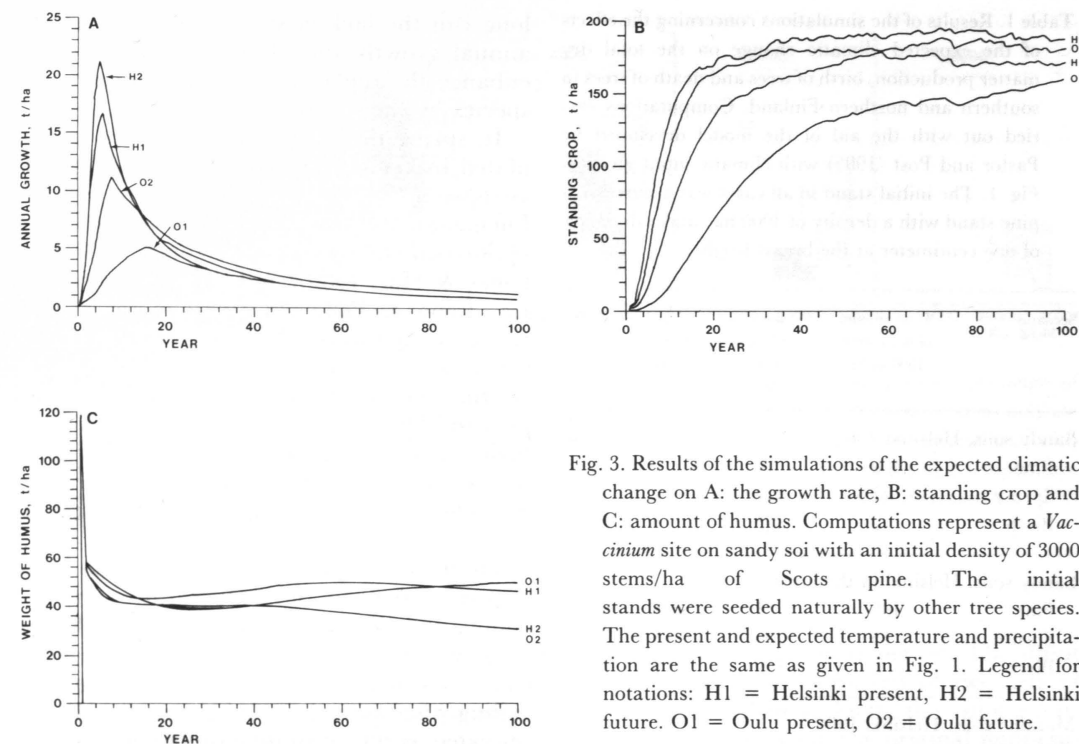 25
20
15
10
5
0
A
H2
H1
O2
O1
ANNUAL GROWTH, t/ha
0 20 40 60 80 100
YEAR
200
150
100
50
0
B
H
O
H
O
STANDING CROP, t/ha
0 20 40 60 80 100
YEAR
120
100
80
60
40
20
0
C
O1
H1
H2
O2
WEIGHT OF HUMUS, t/ha
0 20 40 60 80 100
YEAR
Fig. 3. Results of the simulations of the expected climatic
change on A: the growth rate, B: standing crop and
C: amount of humus. Computations represent a Vac-
cinium site on sandy soi with an initial density of 3000
stems/ha of Scots pine. The initial
stands were seeded naturally by other tree species.
The present and expected temperature and precipita-
tion are the same as given in Fig. 1. Legend for
notations: H1 = Helsinki present, H2 = Helsinki
future. O1 = Oulu present, O2 = Oulu future.